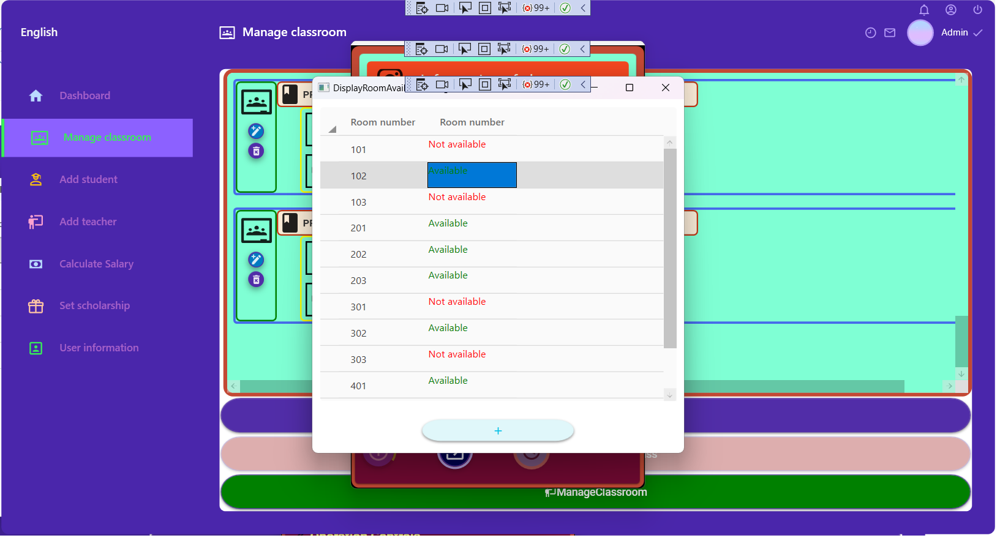 99+
English
Manage classroom
Admin
99+
99+
DisplayRoomAvail
Room number Room number
101 Not available
102 Available
103 Not available
201 Available
202 Available
203 Available
301 Not available
302 Available
303 Not available
401 Available
+
Dashboard
Manage classroom
Add student
Add teacher
Calculate Salary
Set scholarship
User information
ManageClassroom